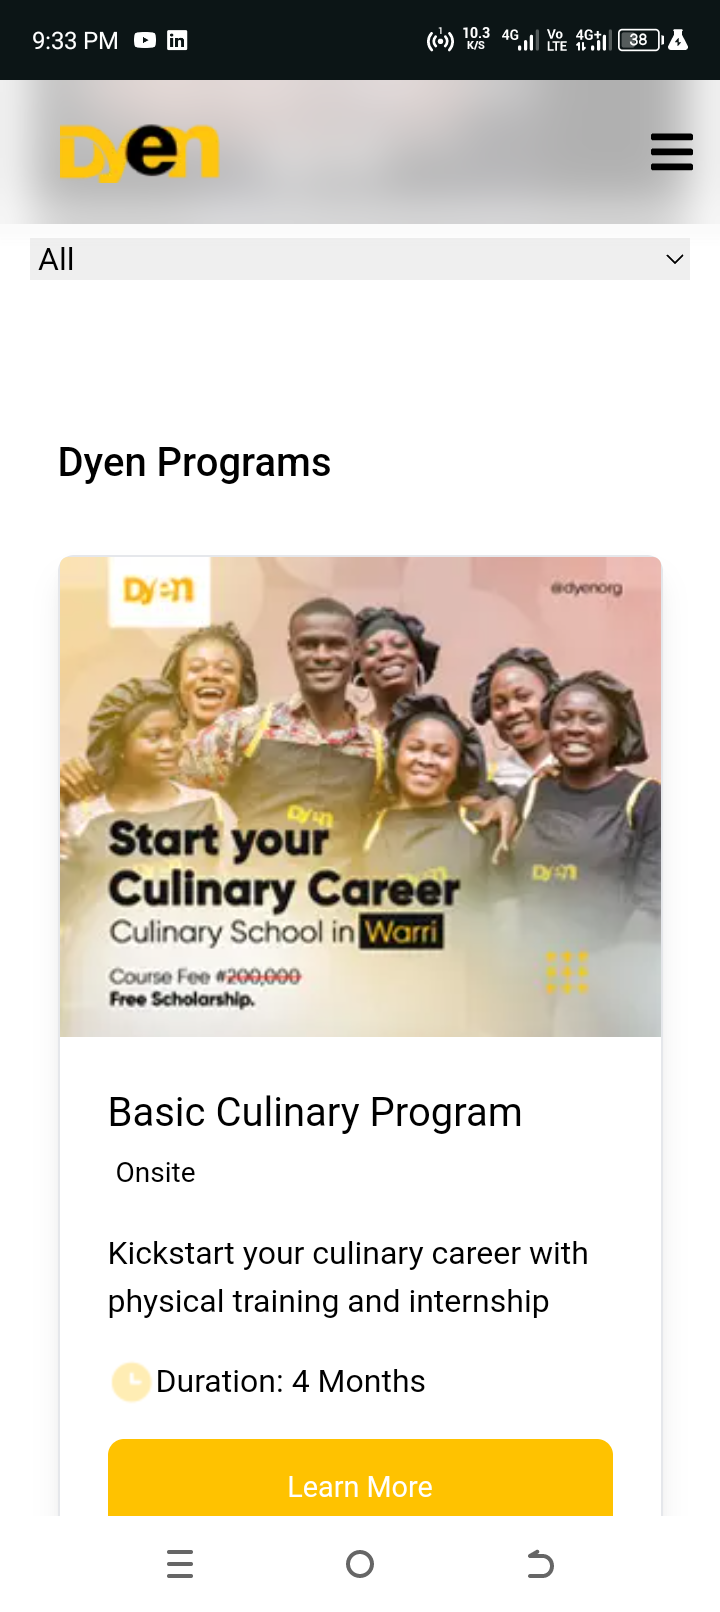 9:33 PM
10.3
K/S
4G
Vo
LTE
4G+
38
Dyen
All
Dyen Programs
Dyen
@dyenorg
Dyen
Dyen
Start your
Culinary Career
Culinary School in Warri
Course Fee #200,000
Free Scholarship.
Basic Culinary Program
Onsite
Kickstart your culinary career with
physical training and internship
Duration: 4 Months
Learn More